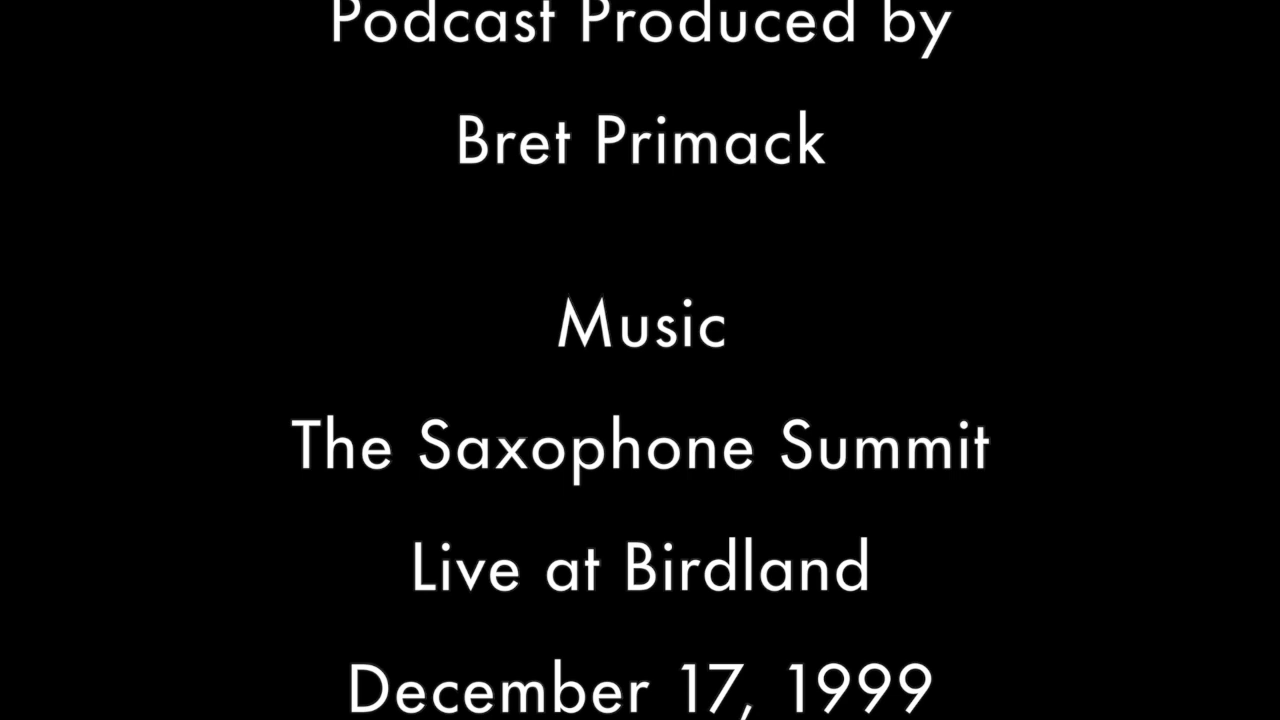 Podcast Produced by
Bret Primack
Music
The Saxophone Summit
Live at Birdland
December 17, 1999